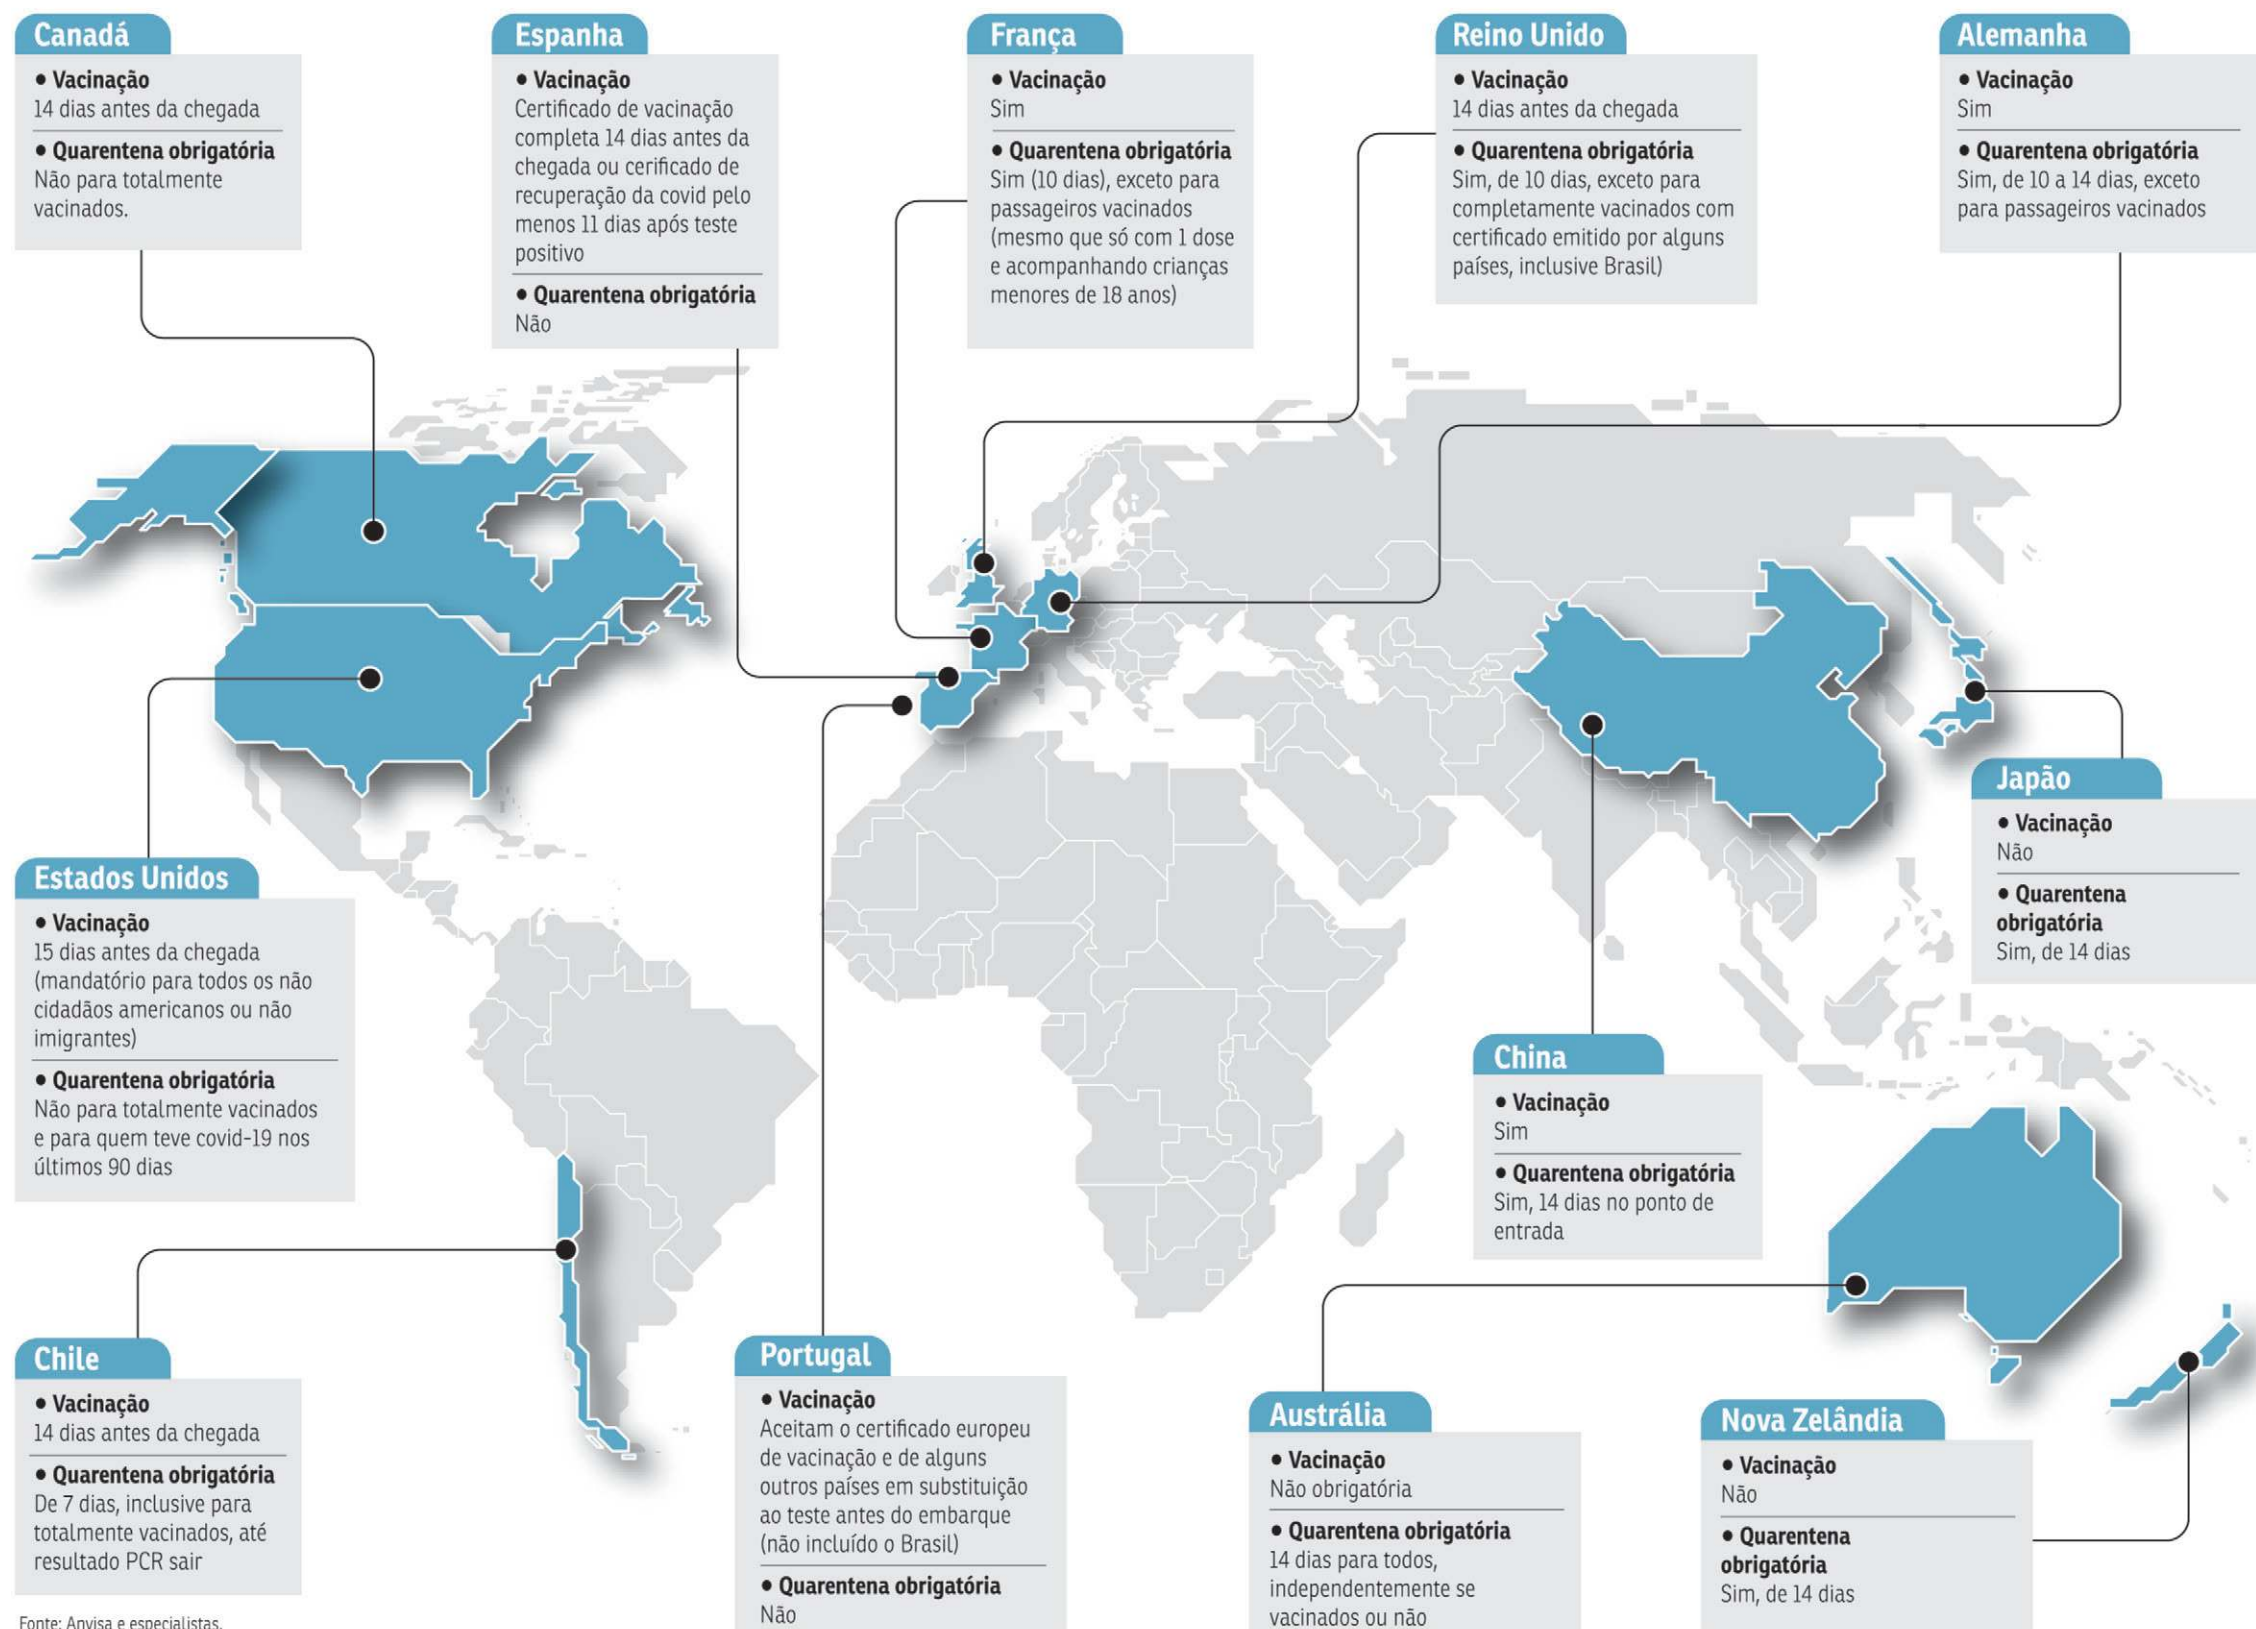 Canadá
• Vacinação
14 dias antes da chegada
• Quarentena obrigatória
Não para totalmente
vacinados.
Espanha
• Vacinação
Certificado de vacinação
completa 14 dias antes da
chegada ou cerificado de
recuperação da covid pelo
menos 11 dias após teste
positivo
• Quarentena obrigatória
Não
França
• Vacinação
Sim
• Quarentena obrigatória
Sim (10 dias), exceto para
passageiros vacinados
(mesmo que só com 1 dose
e acompanhando crianças
menores de 18 anos)
Reino Unido
• Vacinação
14 dias antes da chegada
• Quarentena obrigatória
Sim, de 10 dias, exceto para
completamente vacinados com
certificado emitido por alguns
países, inclusive Brasil)
Alemanha
• Vacinação
Sim
• Quarentena obrigatória
Sim, de 10 a 14 dias, exceto
para passageiros vacinados
Japão
• Vacinação
Não
• Quarentena
obrigatória
Sim, de 14 dias
Estados Unidos
• Vacinação
15 dias antes da chegada
(mandatório para todos os não
cidadãos americanos ou não
imigrantes)
• Quarentena obrigatória
Não para totalmente vacinados
e para quem teve covid-19 nos
últimos 90 dias
China
• Vacinação
Sim
• Quarentena obrigatória
Sim, 14 dias no ponto de
entrada
Chile
• Vacinação
14 dias antes da chegada
• Quarentena obrigatória
De 7 dias, inclusive para
totalmente vacinados, até
resultado PCR sair
Portugal
• Vacinação
Aceitam o certificado europeu
de vacinação e de alguns
outros países em substituição
ao teste antes do embarque
(não incluído o Brasil)
• Quarentena obrigatória
Não
Austrália
• Vacinação
Não obrigatória
• Quarentena obrigatória
14 dias para todos,
independentemente se
vacinados ou não
Nova Zelândia
• Vacinação
Não
• Quarentena
obrigatória
Sim, de 14 dias
Fonte: Anvisa e especialistas.